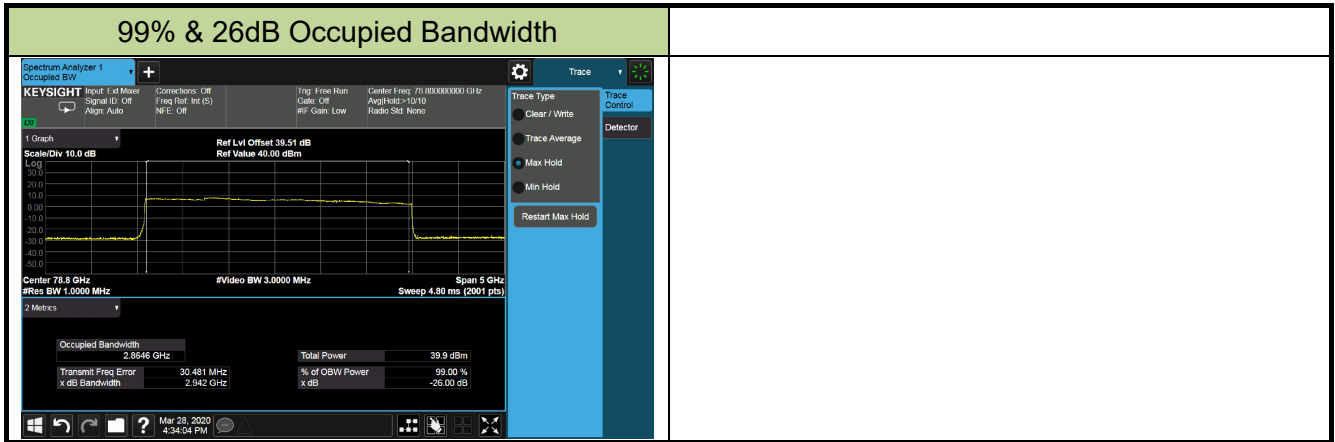 99% & 26dB Occupied Bandwidth
Spectrum Analyzer 1
Occupied BW
+
Trace
KEYSIGHT
Input: Ext Mixer
Signal ID: Off
Align: Auto
Corrections: Off
Freq Ref: Int (S)
NFE: Off
Trig: Free Run
Gate: Off
#IF Gain: Low
Center Freq: 78.800000000 GHz
Avg|Hold:>10/10
Radio Std: None
LXI
Trace Type
Clear / Write
Trace Average
Max Hold
Min Hold
Restart Max Hold
Trace
Control
Detector
1 Graph
Scale/Div 10.0 dB
Ref Lvl Offset 39.51 dB
Ref Value 40.00 dBm
Log
30.0
20.0
10.0
0.00
-10.0
-20.0
-30.0
-40.0
-50.0
Center 78.8 GHz
#Video BW 3.0000 MHz
Span 5 GHz
#Res BW 1.0000 MHz
Sweep 4.80 ms (2001 pts)
2 Metrics
Occupied Bandwidth
2.8646 GHz
Total Power 39.9 dBm
Transmit Freq Error 30.481 MHz
% of OBW Power 99.00 %
x dB Bandwidth 2.942 GHz
x dB -26.00 dB
?
Mar 28, 2020
4:34:04 PM